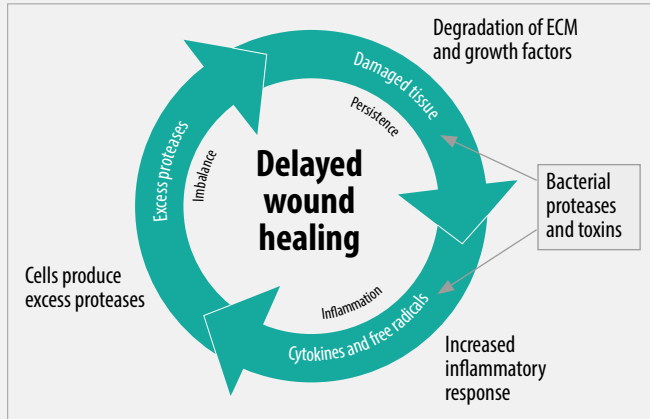 Degradation of ECM
and growth factors
Damaged tissue
Persistence
Excess proteases
Imbalance
Delayed
wound
healing
Bacterial
proteases
and toxins
Cells produce
excess proteases
Inflammation
Cytokines and free radicals
Increased
inflammatory
response